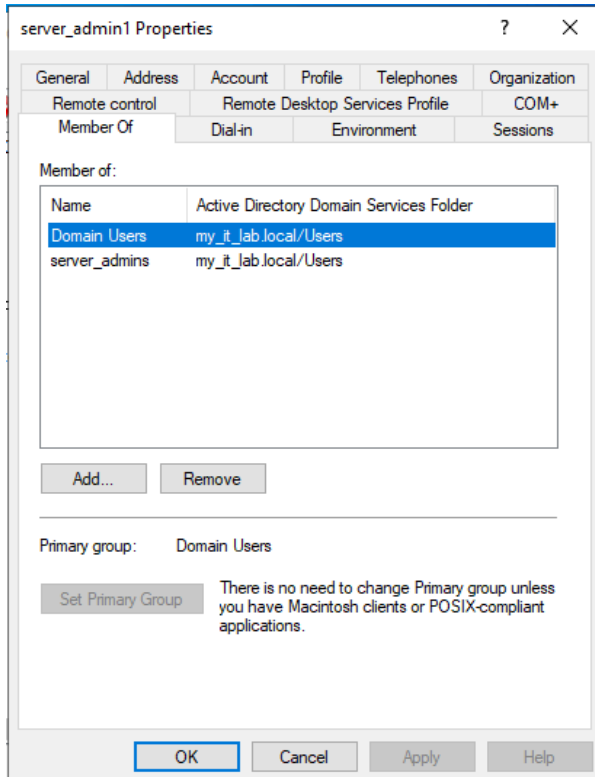 server_admin1 Properties ? ×
General Address Account Profile Telephones Organization
Remote control Remote Desktop Services Profile COM+
Member Of Dial-in Environment Sessions
Member of:
Name Active Directory Domain Services Folder
Domain Users my_it_lab.local/Users
server_admins my_it_lab.local/Users
Add... Remove
Primary group: Domain Users
Set Primary Group There is no need to change Primary group unless
you have Macintosh clients or POSIX-compliant
applications.
OK Cancel Apply Help